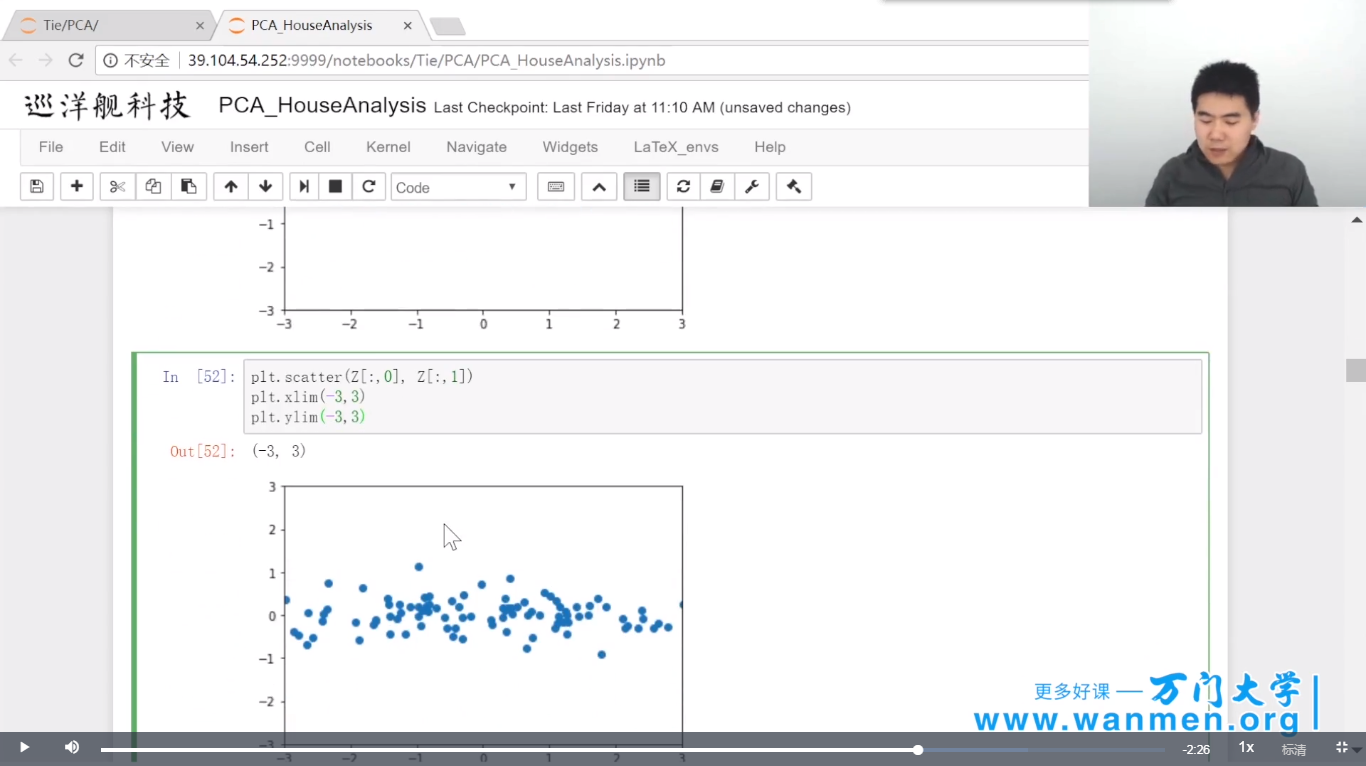 Tie/PCA/
PCA_HouseAnalysis
不安全
39.104.54.252:9999/notebooks/Tie/PCA/PCA_HouseAnalysis.ipynb
巡洋舰科技
PCA_HouseAnalysis Last Checkpoint: Last Friday at 11:10 AM (unsaved changes)
File Edit View Insert Cell Kernel Navigate Widgets LaTeX_envs Help
Code
−1
−2
−3
−3 −2 −1 0 1 2 3
In [52]: plt.scatter(Z[:,0], Z[:,1])
plt.xlim(-3,3)
plt.ylim(-3,3)
Out[52]: (-3, 3)
3
2
1
0
−1
−2
−3
−3 −2 −1 0 1 2 3
更多好课 — 万门大学
www.wanmen.org
-2:26 1x 标清